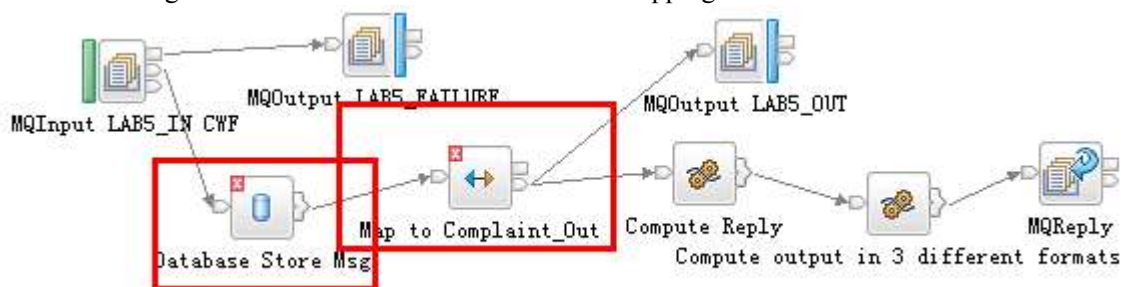 MQOutput LAB5_FAILURE
MQOutput LAB5_OUT
MQInput LAB5_IN CWF
Map to Complaint_Out
Compute Reply
MQReply
Database Store Msg
Compute output in 3 different formats